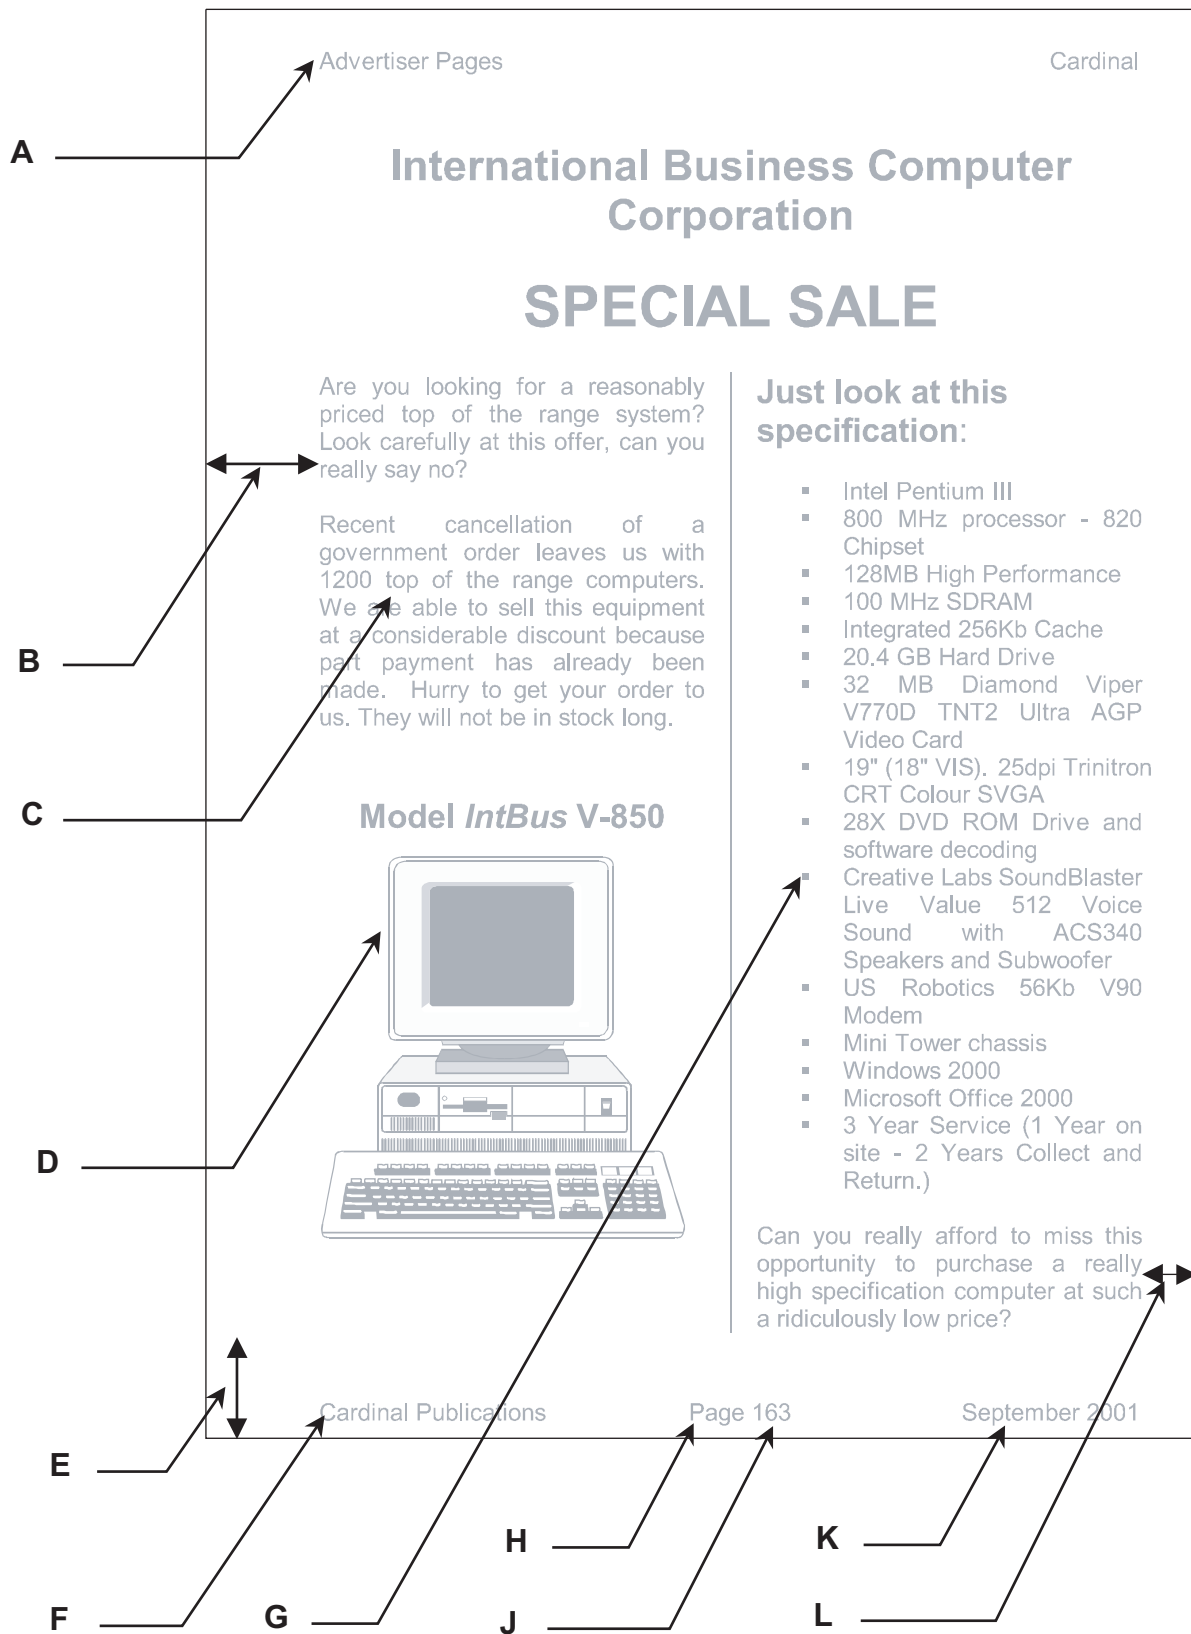 Advertiser Pages Cardinal
A
International Business Computer
Corporation
SPECIAL SALE
Are you looking for a reasonably
priced top of the range system?
Look carefully at this offer, can you
really say no?
Recent cancellation of a
government order leaves us with
1200 top of the range computers.
We are able to sell this equipment
at a considerable discount because
part payment has already been
made. Hurry to get your order to
us. They will not be in stock long.
B
C
Model IntBus V-850
D
Just look at this
specification:
▪ Intel Pentium III
▪ 800 MHz processor - 820
Chipset
▪ 128MB High Performance
▪ 100 MHz SDRAM
▪ Integrated 256Kb Cache
▪ 20.4 GB Hard Drive
▪ 32 MB Diamond Viper
V770D TNT2 Ultra AGP
Video Card
▪ 19" (18" VIS). 25dpi Trinitron
CRT Colour SVGA
▪ 28X DVD ROM Drive and
software decoding
▪ Creative Labs SoundBlaster
Live Value 512 Voice
Sound with ACS340
Speakers and Subwoofer
▪ US Robotics 56Kb V90
Modem
▪ Mini Tower chassis
▪ Windows 2000
▪ Microsoft Office 2000
▪ 3 Year Service (1 Year on
site - 2 Years Collect and
Return.)
Can you really afford to miss this
opportunity to purchase a really
high specification computer at such
a ridiculously low price?
Cardinal Publications Page 163 September 2001
E
H K
F G J L